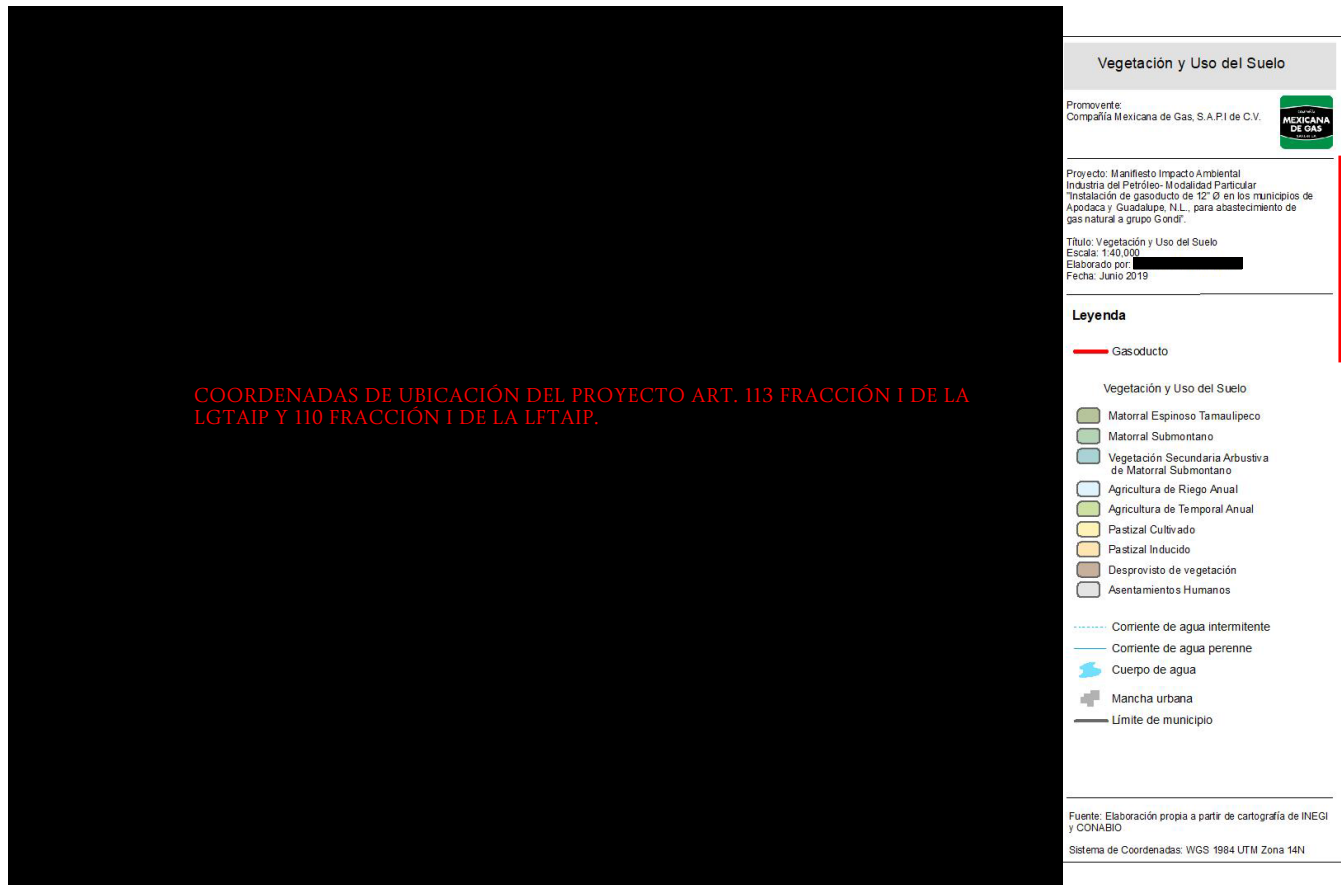 COORDENADAS DE UBICACIÓN DEL PROYECTO ART. 113 FRACCIÓN I DE LA
LGTAIP Y 110 FRACCIÓN I DE LA LFTAIP.
Vegetación y Uso del Suelo
Promovente:
Compañía Mexicana de Gas, S.A.P.I de C.V.
MEXICANA
DE GAS
Proyecto: Manifiesto Impacto Ambiental
Industria del Petróleo- Modalidad Particular
"Instalación de gasoducto de 12" Ø en los municipios de
Apodaca y Guadalupe, N.L., para abastecimiento de
gas natural a grupo Gondi".
Título: Vegetación y Uso del Suelo
Escala: 1:40,000
Elaborado por:
Fecha: Junio 2019
Leyenda
Gasoducto
Vegetación y Uso del Suelo
Matorral Espinoso Tamaulipeco
Matorral Submontano
Vegetación Secundaria Arbustiva
de Matorral Submontano
Agricultura de Riego Anual
Agricultura de Temporal Anual
Pastizal Cultivado
Pastizal Inducido
Desprovisto de vegetación
Asentamientos Humanos
Corriente de agua intermitente
Corriente de agua perenne
Cuerpo de agua
Mancha urbana
Límite de municipio
Fuente: Elaboración propia a partir de cartografía de INEGI
y CONABIO
Sistema de Coordenadas: WGS 1984 UTM Zona 14N